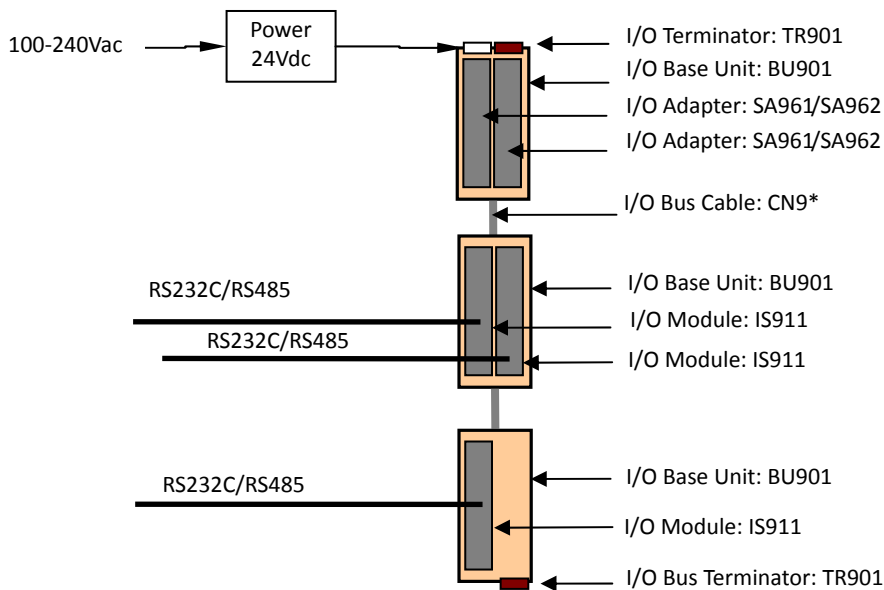 100-240Vac
Power
24Vdc
I/O Terminator: TR901
I/O Base Unit: BU901
I/O Adapter: SA961/SA962
I/O Adapter: SA961/SA962
I/O Bus Cable: CN9*
RS232C/RS485
RS232C/RS485
I/O Base Unit: BU901
I/O Module: IS911
I/O Module: IS911
RS232C/RS485
I/O Base Unit: BU901
I/O Module: IS911
I/O Bus Terminator: TR901